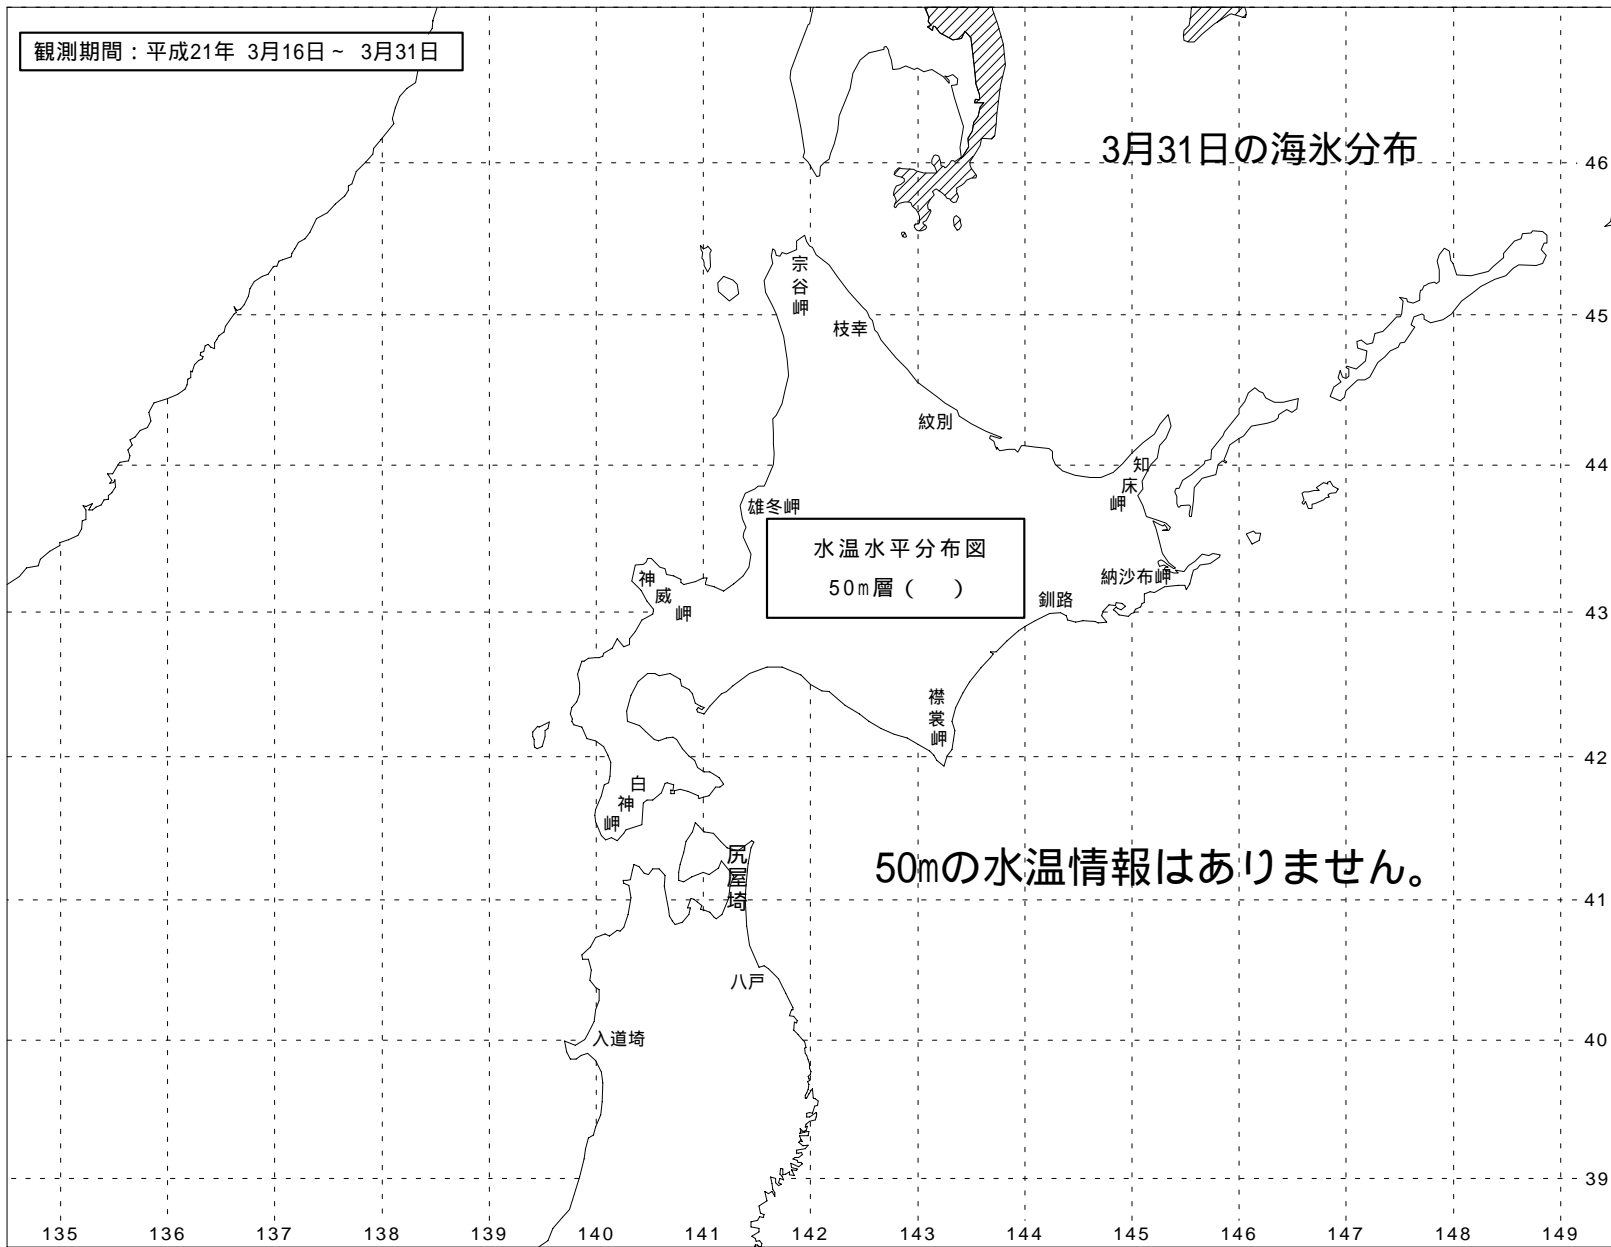 観測期間：平成21年 3月16日～ 3月31日
3月31日の海氷分布
46
宗谷岬
45
枝幸
紋別
44
知床岬
雄冬岬
水温水平分布図
50m層（　）
納沙布岬
神威岬
釧路
43
襟裳岬
42
白神岬
尻屋埼
50mの水温情報はありません。
41
八戸
入道埼
40
39
135 136 137 138 139 140 141 142 143 144 145 146 147 148 149